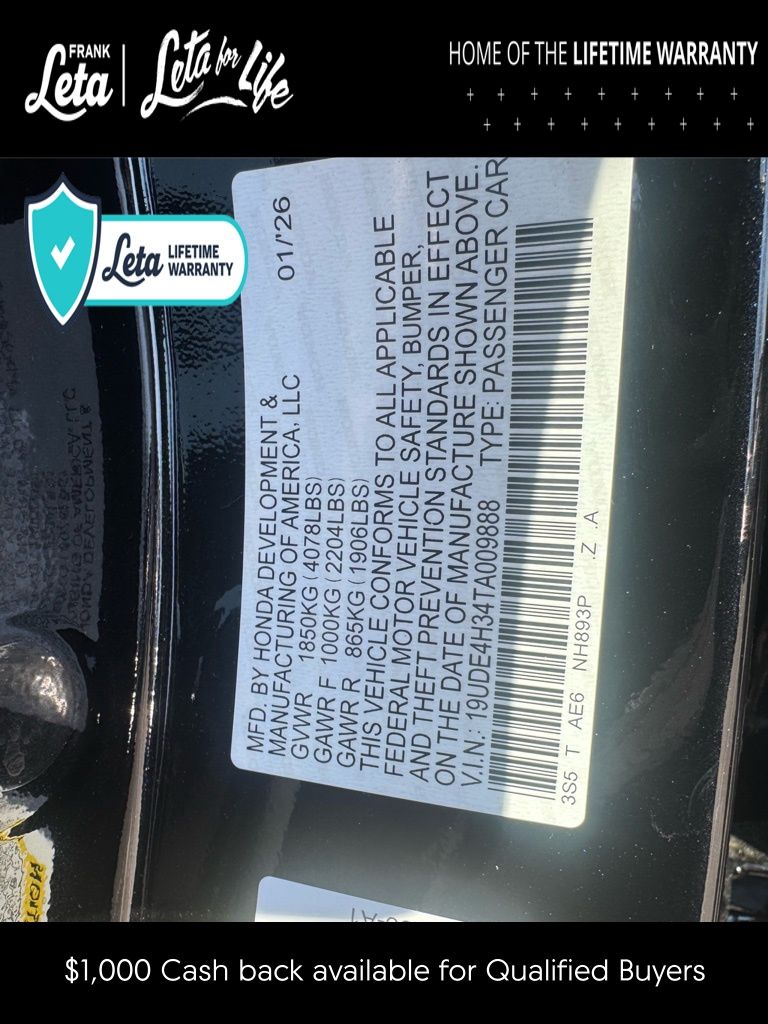 FRANK
Leta
Leta for Life
HOME OF THE LIFETIME WARRANTY
Leta
LIFETIME
WARRANTY
MFD. BY HONDA DEVELOPMENT &
MANUFACTURING OF AMERICA, LLC 01/'26
GVWR 1850KG (4078LBS)
GAWR F 1000KG (2204LBS)
GAWR R 865KG (1906LBS)
THIS VEHICLE CONFORMS TO ALL APPLICABLE
FEDERAL MOTOR VEHICLE SAFETY, BUMPER,
AND THEFT PREVENTION STANDARDS IN EFFECT
ON THE DATE OF MANUFACTURE SHOWN ABOVE.
V.I.N.: 19UDE4H34TA009888 TYPE: PASSENGER CAR
3S5 T AE6 NH893P .Z .A
$1,000 Cash back available for Qualified Buyers